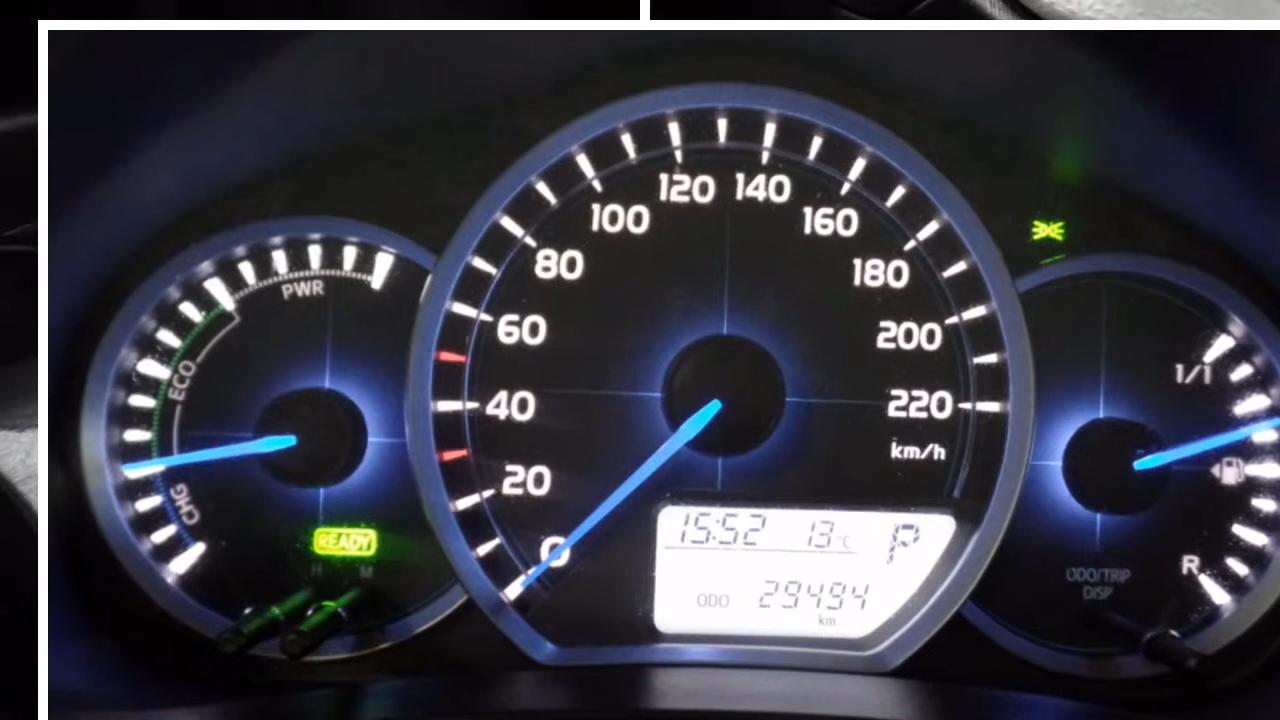 PWR
ECO
CHG
READY
H M
0
20
40
60
80
100
120
140
160
180
200
220
km/h
15:52 13°C P
ODO 29494
km
1/1
R
ODO/TRIP
DISP